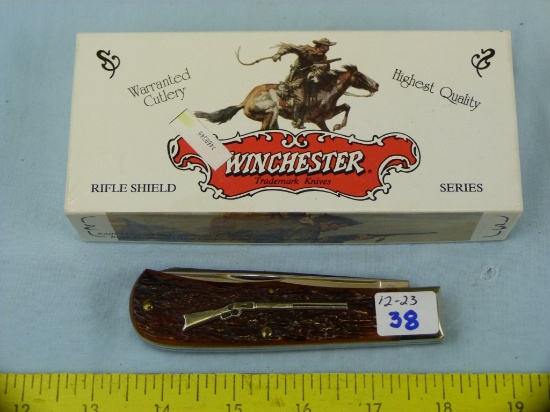 Warranted
Cutlery
Highest Quality
WINCHESTER®
Trademark Knives
RIFLE SHIELD
SERIES
12-23
38
12 13 14 15 16 17 18 19